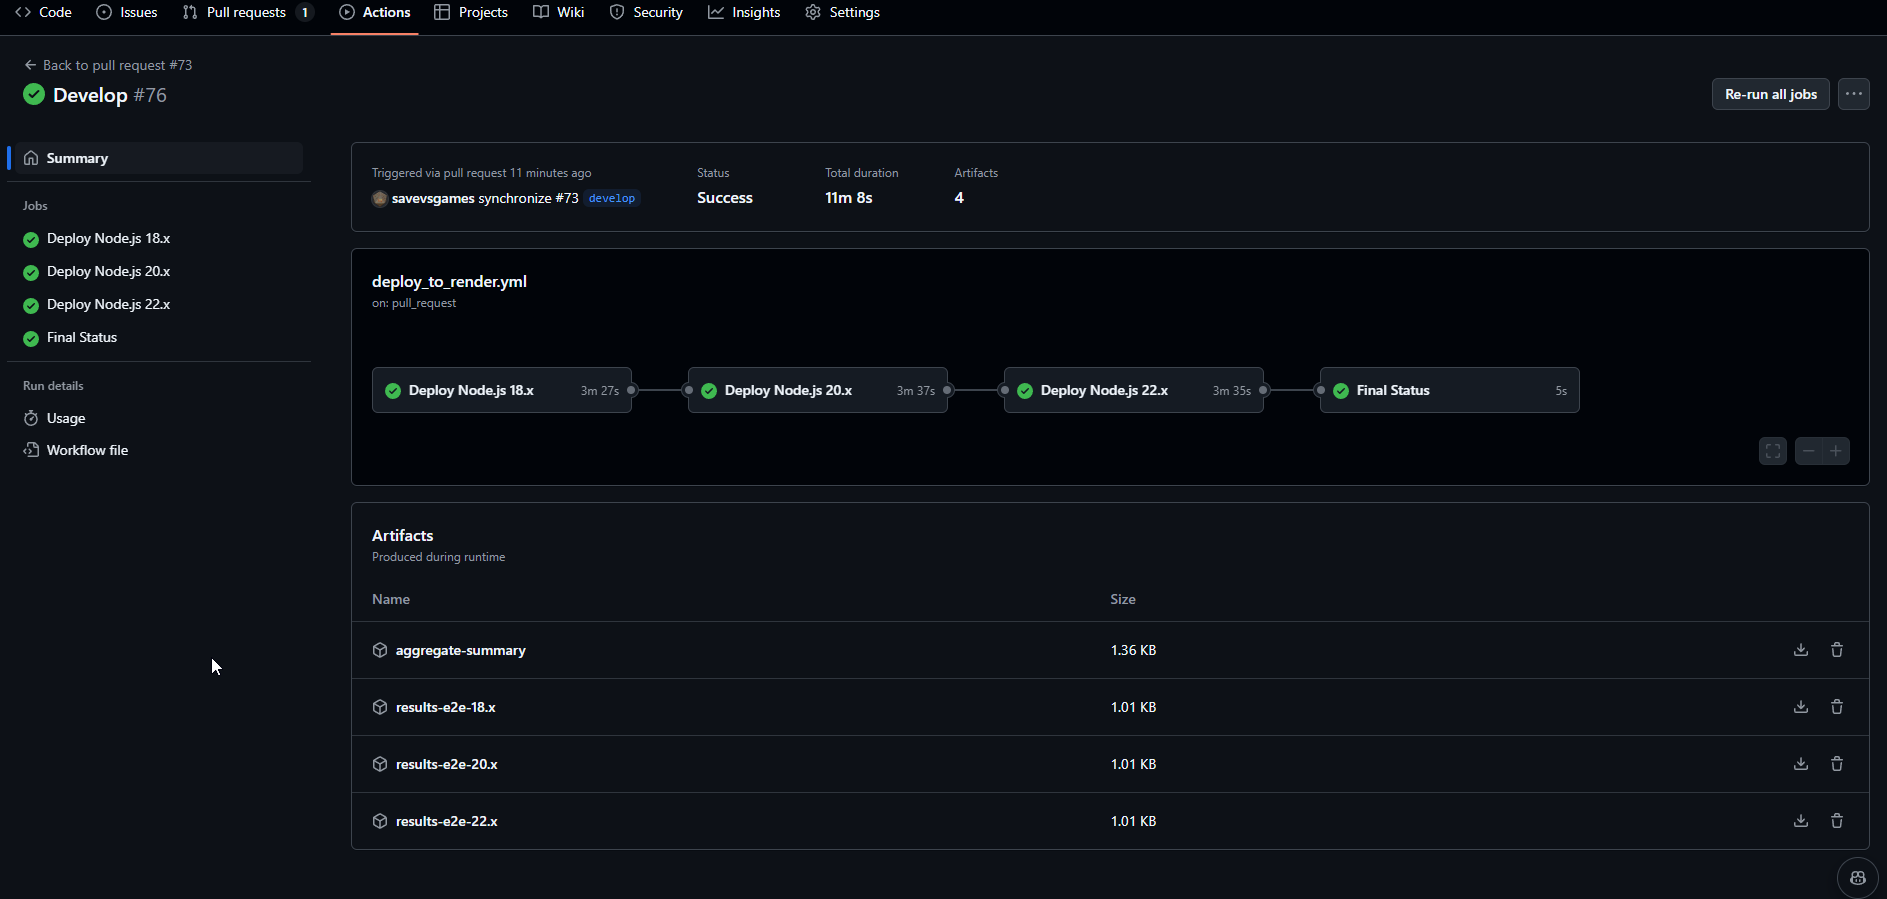 Code Issues Pull requests 1 Actions Projects Wiki Security Insights Settings
Back to pull request #73
Develop #76
Re-run all jobs
Summary
Jobs
Deploy Node.js 18.x
Deploy Node.js 20.x
Deploy Node.js 22.x
Final Status
Run details
Usage
Workflow file
Triggered via pull request 11 minutes ago
savevsgames synchronize #73 develop
Status
Success
Total duration
11m 8s
Artifacts
4
deploy_to_render.yml
on: pull_request
Deploy Node.js 18.x 3m 27s
Deploy Node.js 20.x 3m 37s
Deploy Node.js 22.x 3m 35s
Final Status 5s
Artifacts
Produced during runtime
Name Size
aggregate-summary 1.36 KB
results-e2e-18.x 1.01 KB
results-e2e-20.x 1.01 KB
results-e2e-22.x 1.01 KB